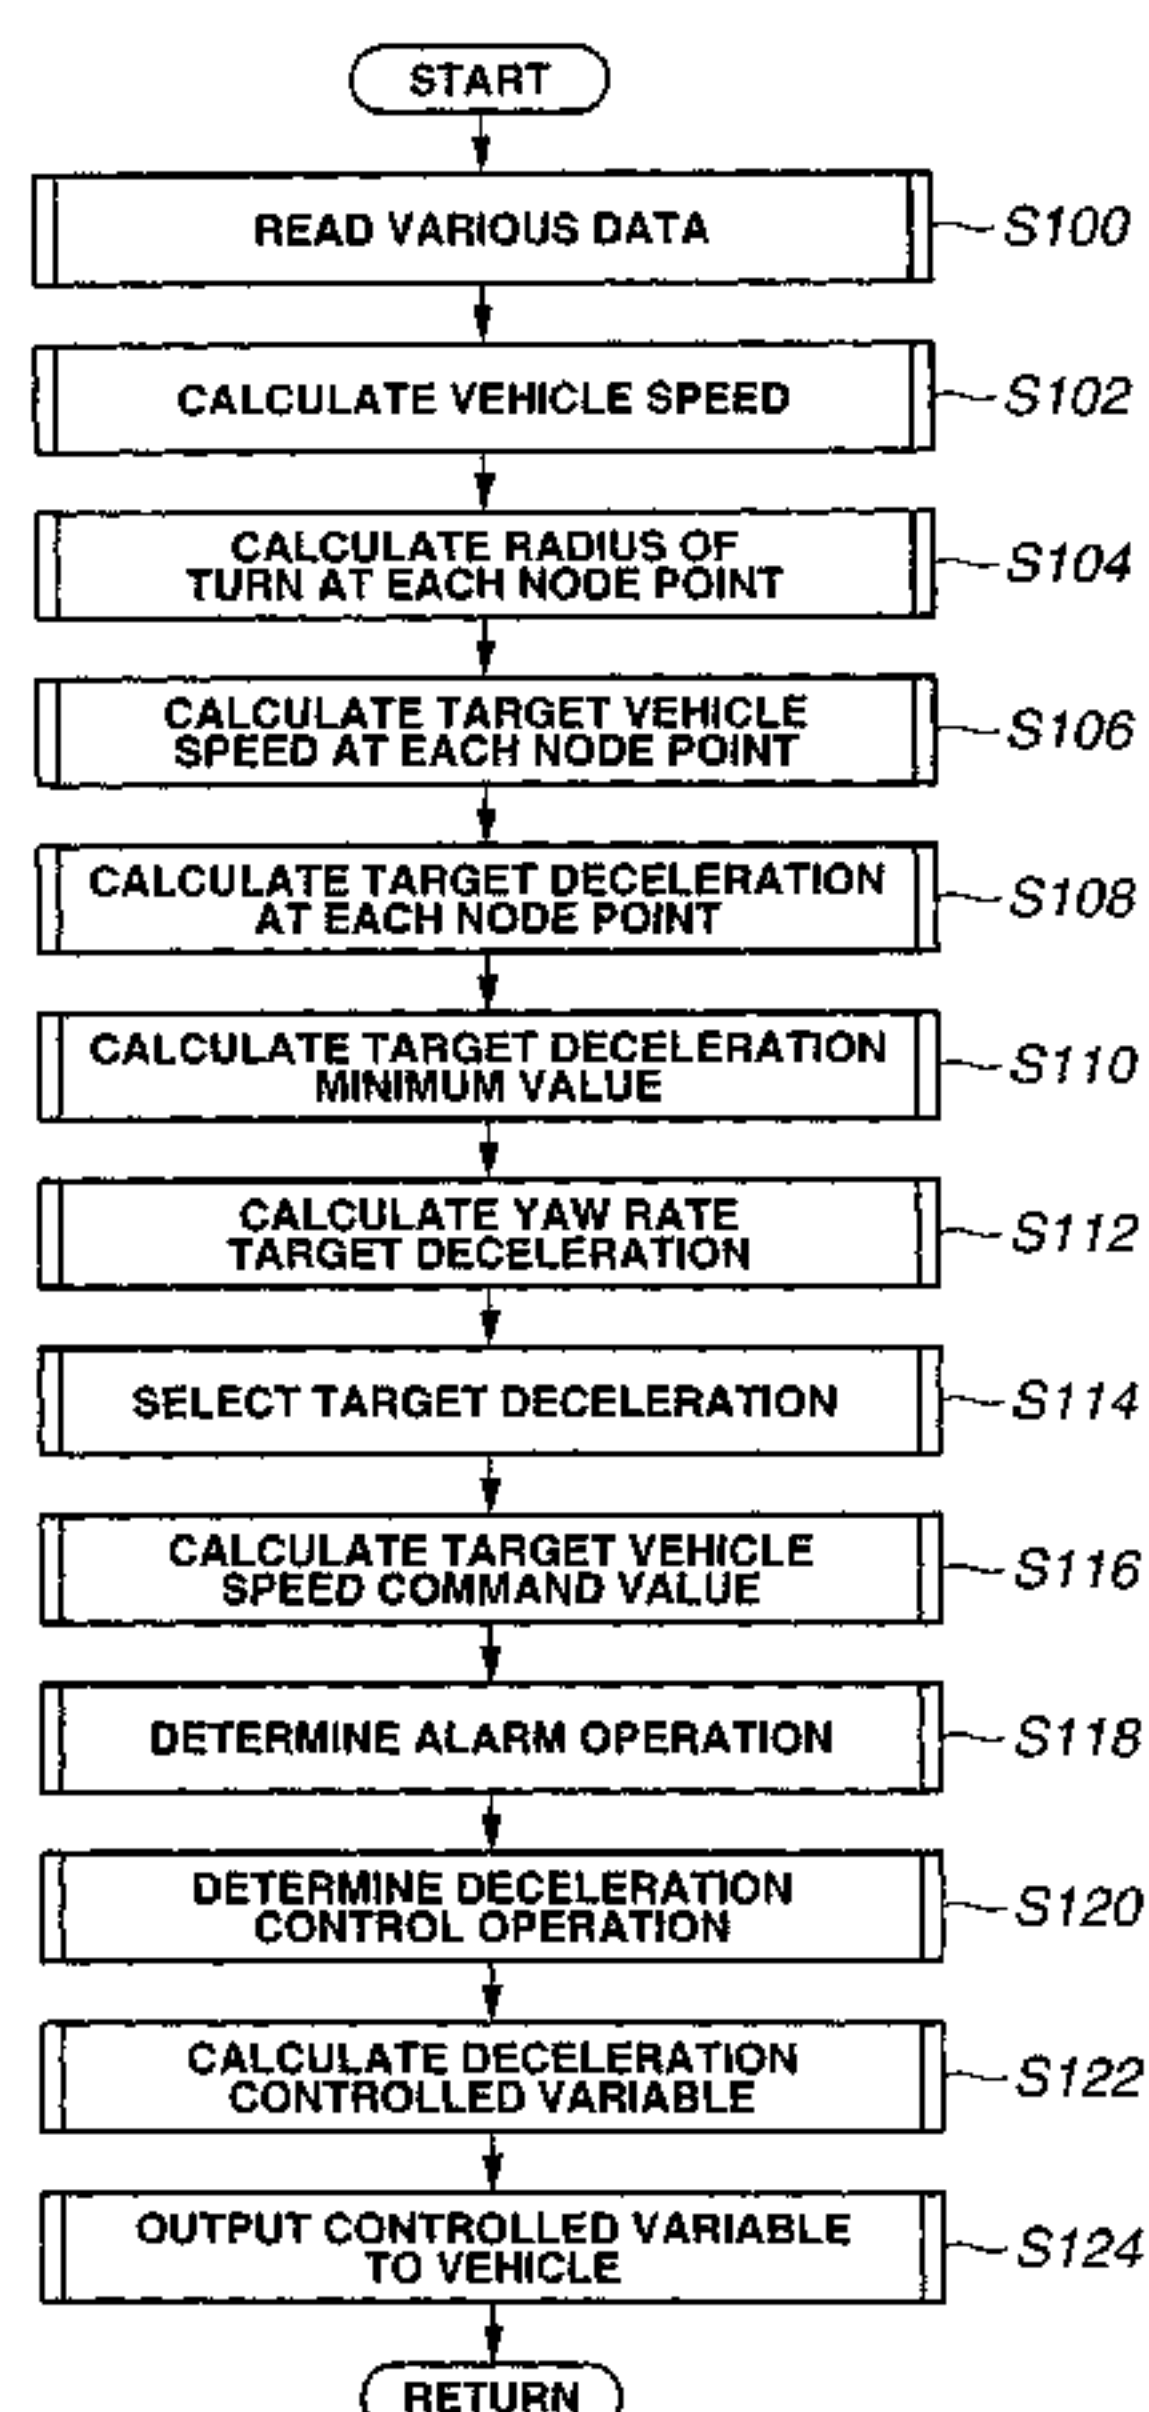 START
READ VARIOUS DATA
S100
CALCULATE VEHICLE SPEED
S102
CALCULATE RADIUS OF
TURN AT EACH NODE POINT
S104
CALCULATE TARGET VEHICLE
SPEED AT EACH NODE POINT
S106
CALCULATE TARGET DECELERATION
AT EACH NODE POINT
S108
CALCULATE TARGET DECELERATION
MINIMUM VALUE
S110
CALCULATE YAW RATE
TARGET DECELERATION
S112
SELECT TARGET DECELERATION
S114
CALCULATE TARGET VEHICLE
SPEED COMMAND VALUE
S116
DETERMINE ALARM OPERATION
S118
DETERMINE DECELERATION
CONTROL OPERATION
S120
CALCULATE DECELERATION
CONTROLLED VARIABLE
S122
OUTPUT CONTROLLED VARIABLE
TO VEHICLE
S124
RETURN